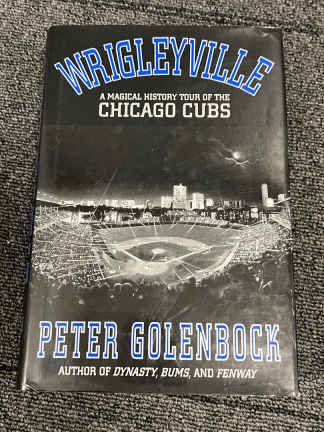 WRIGLEYVILLE
A MAGICAL HISTORY TOUR OF THE
CHICAGO CUBS
PETER GOLENBOCK
AUTHOR OF DYNASTY, BUMS, AND FENWAY